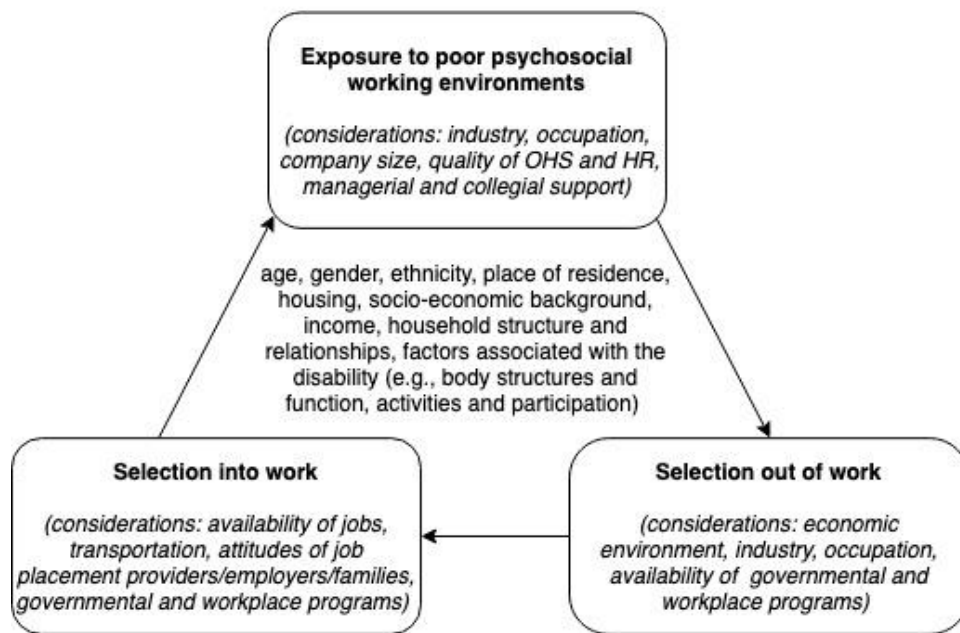 Exposure to poor psychosocial
working environments
(considerations: industry, occupation,
company size, quality of OHS and HR,
managerial and collegial support)
age, gender, ethnicity, place of residence,
housing, socio-economic background,
income, household structure and
relationships, factors associated with the
disability (e.g., body structures and
function, activities and participation)
Selection into work
(considerations: availability of jobs,
transportation, attitudes of job
placement providers/employers/families,
governmental and workplace programs)
Selection out of work
(considerations: economic
environment, industry, occupation,
availability of governmental and
workplace programs)